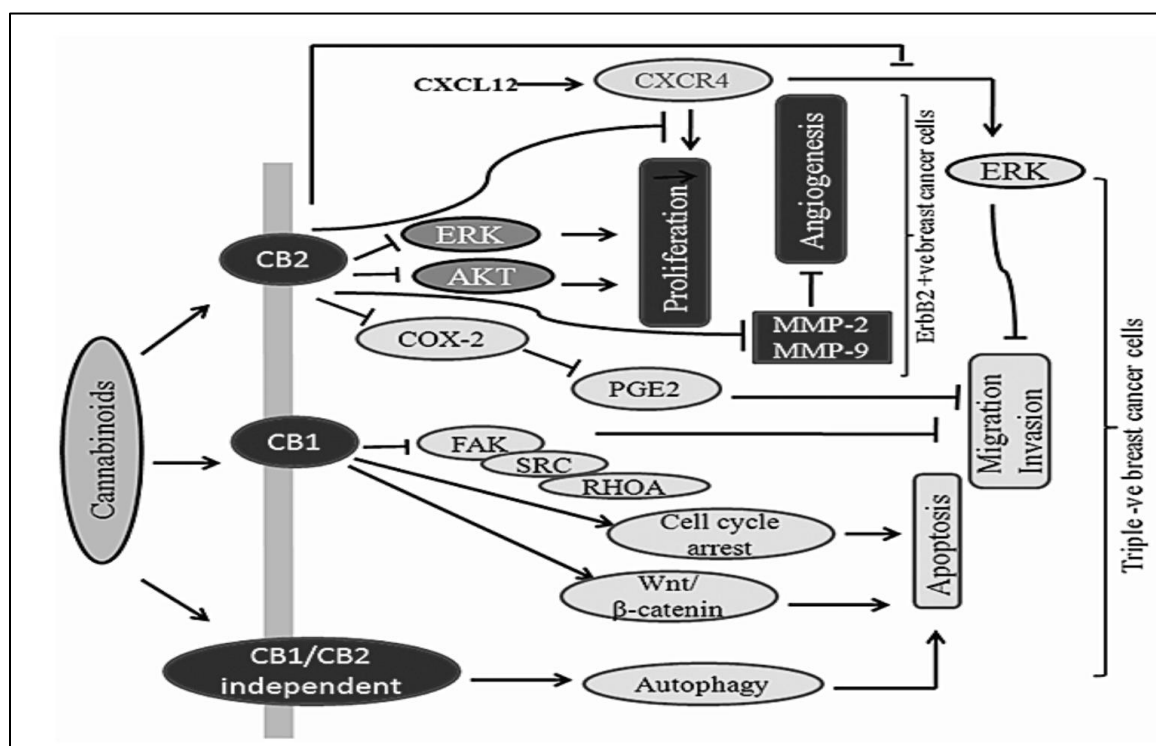 CXCL12
CXCR4
Angiogenesis
ErbB2 +ve breast cancer cells
ERK
Proliferation
CB2
ERK
AKT
MMP-2
MMP-9
COX-2
PGE2
Migration
Invasion
Cannabinoids
CB1
FAK
SRC
RHOA
Cell cycle
arrest
Apoptosis
Wnt/
β-catenin
Triple -ve breast cancer cells
CB1/CB2
independent
Autophagy